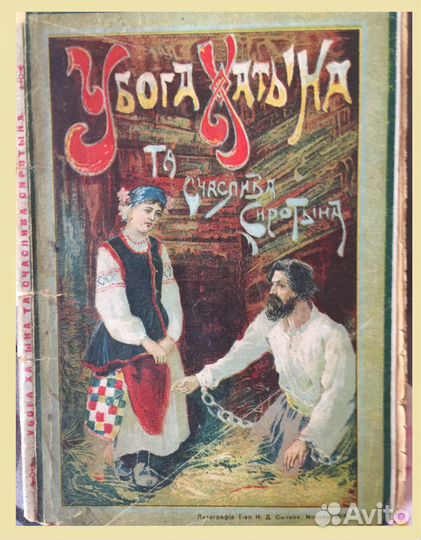 УБОГА ХАТЫНА
ТА
СЧАСЛИВА
СИРОТЫНА
УБОГА ХАТЫНА ТА СЧАСЛИВА СИРОТЫНА
Литографія Т-ва И. Д. Сытина,
Avito